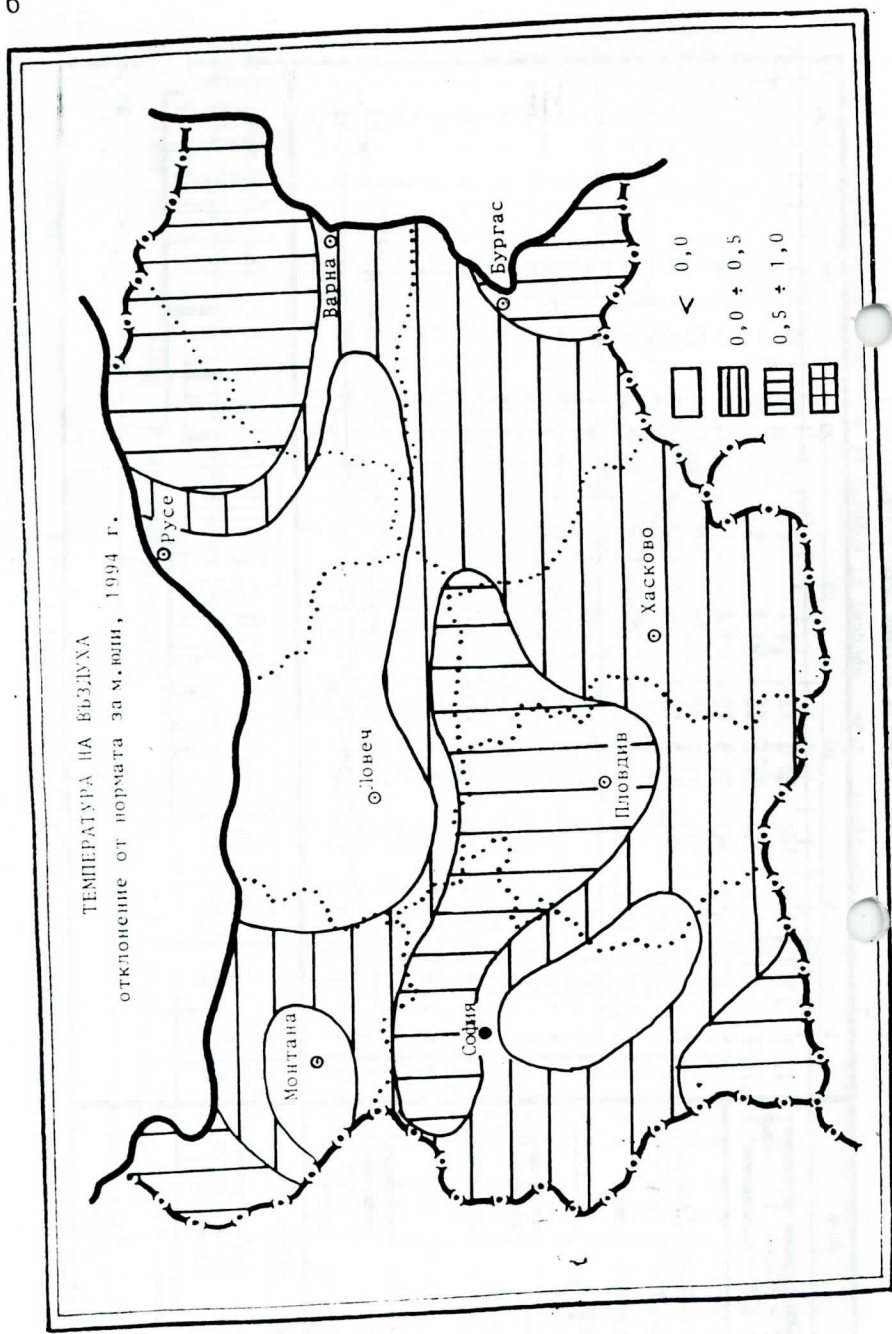 6
ТЕМПЕРАТУРА НА ВЪЗДУХА
отклонение от нормата за м. юли, 1994 г.
Русе
Варна
Монтана
Ловеч
София
Бургас
Пловдив
Хасково
< 0,0
0,0 ÷ 0,5
0,5 ÷ 1,0